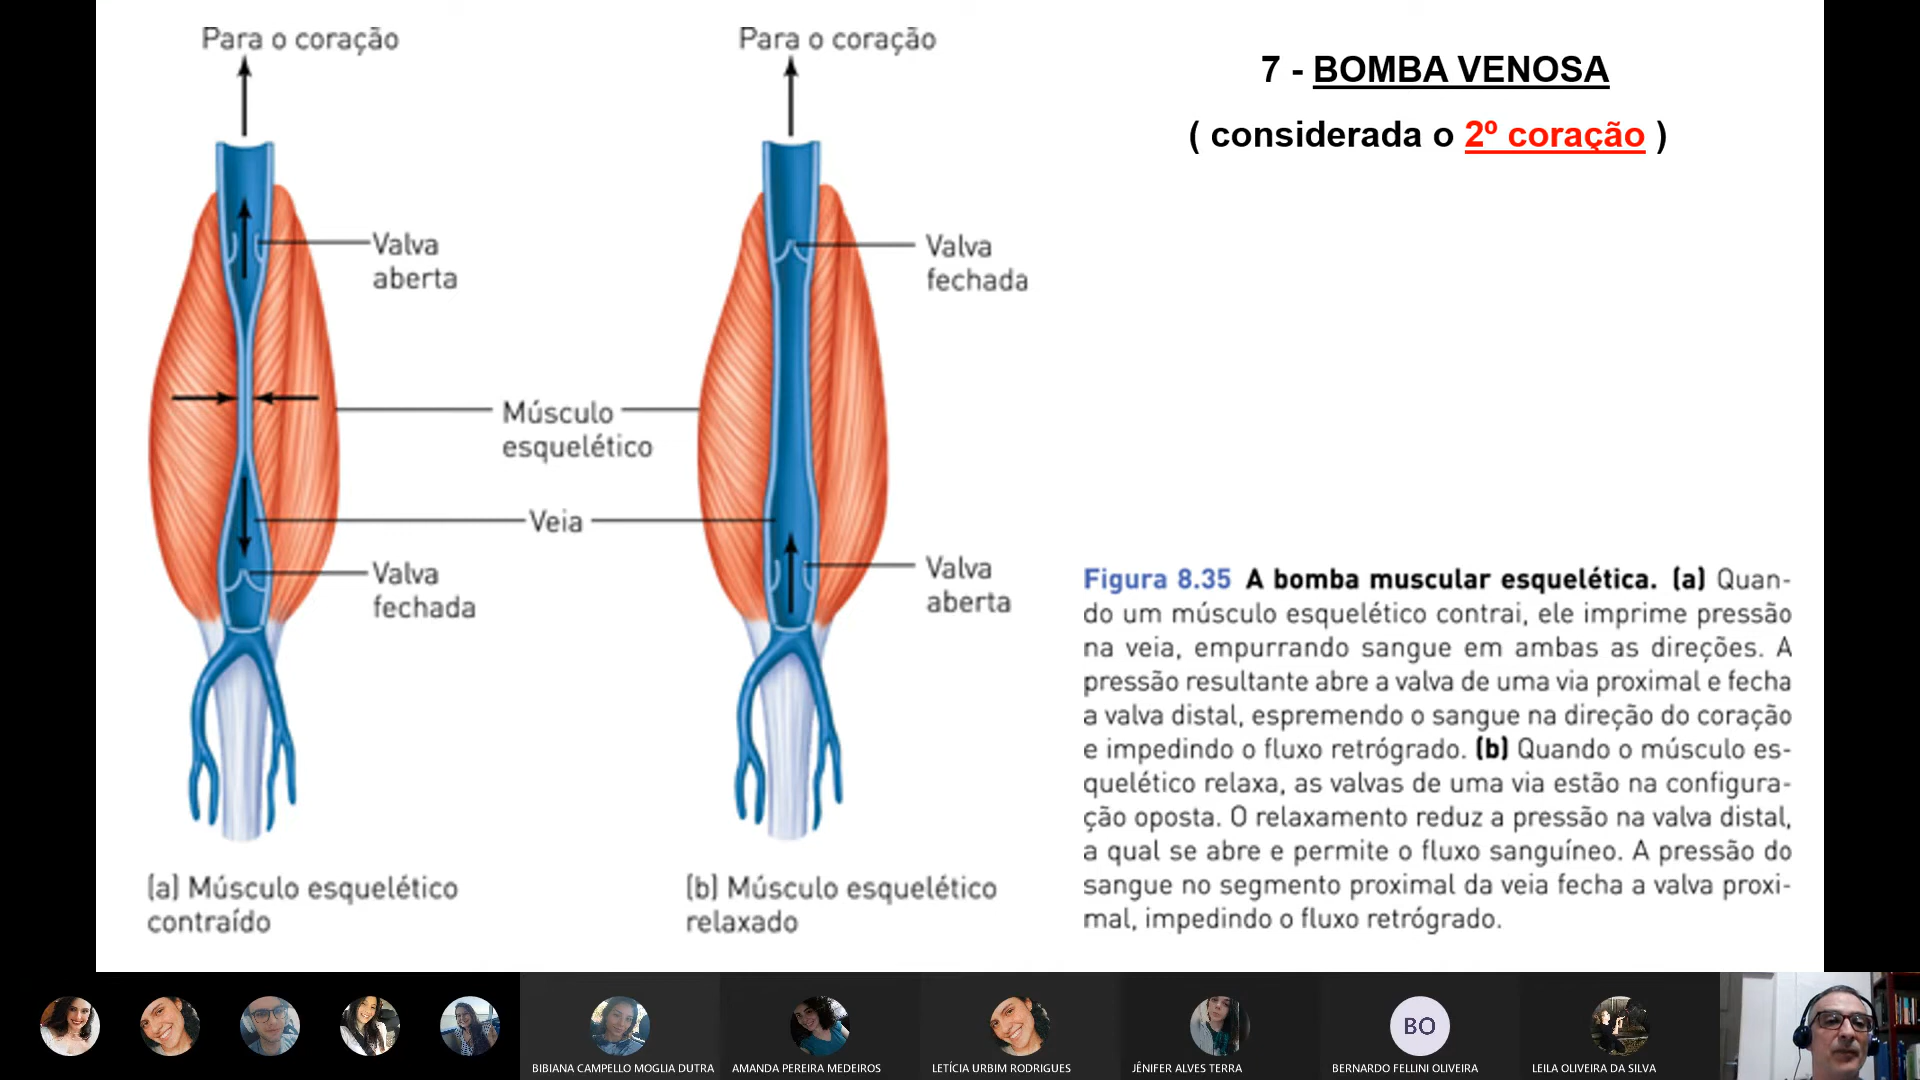 Para o coração
Para o coração
7 - BOMBA VENOSA
( considerada o 2º coração )
Valva
aberta
Valva
fechada
Músculo
esquelético
Veia
Valva
fechada
Valva
aberta
(a) Músculo esquelético
contraído
(b) Músculo esquelético
relaxado
Figura 8.35 A bomba muscular esquelética. (a) Quan-
do um músculo esquelético contrai, ele imprime pressão
na veia, empurrando sangue em ambas as direções. A
pressão resultante abre a valva de uma via proximal e fecha
a valva distal, espremendo o sangue na direção do coração
e impedindo o fluxo retrógrado. (b) Quando o músculo es-
quelético relaxa, as valvas de uma via estão na configura-
ção oposta. O relaxamento reduz a pressão na valva distal,
a qual se abre e permite o fluxo sanguíneo. A pressão do
sangue no segmento proximal da veia fecha a valva proxi-
mal, impedindo o fluxo retrógrado.
BO
BIBIANA CAMPELLO MOGLIA DUTRA
AMANDA PEREIRA MEDEIROS
LETÍCIA URBIM RODRIGUES
JÊNIFER ALVES TERRA
BERNARDO FELLINI OLIVEIRA
LEILA OLIVEIRA DA SILVA